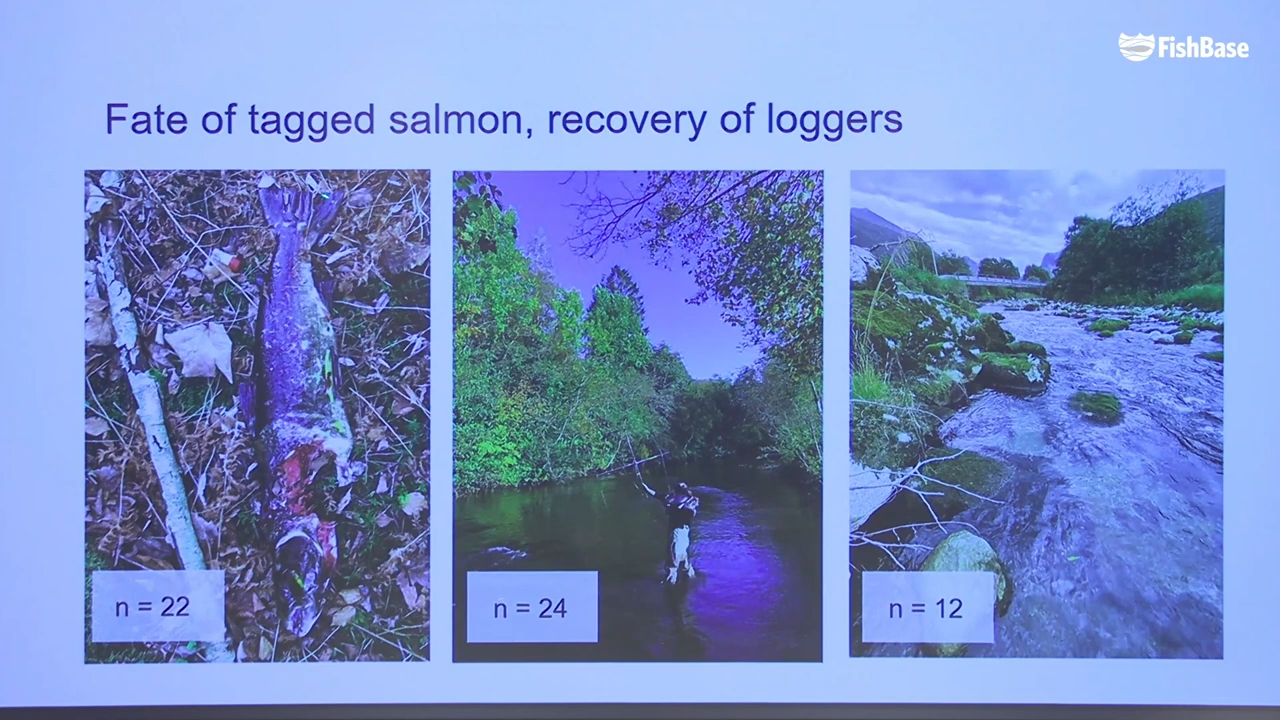 FishBase
Fate of tagged salmon, recovery of loggers
n = 22
n = 24
n = 12